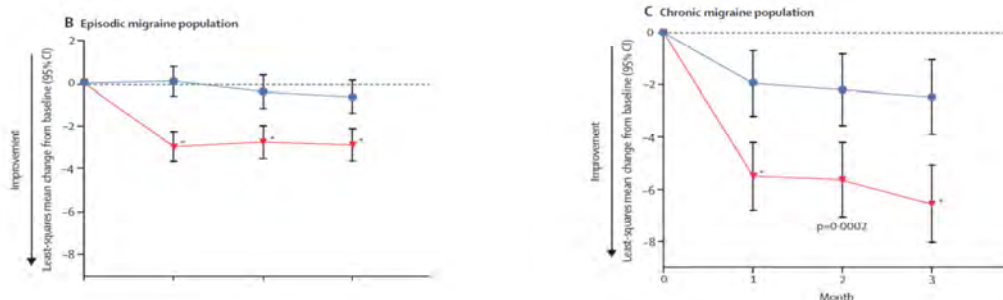 B Episodic migraine population
2
0
-2
-4
-6
-8
Improvement
Least-squares mean change from baseline (95% CI)
*
*
*
C Chronic migraine population
0
-2
-4
-6
-8
Improvement
Least-squares mean change from baseline (95% CI)
*
p=0·0002
*
0
1
2
3
Month